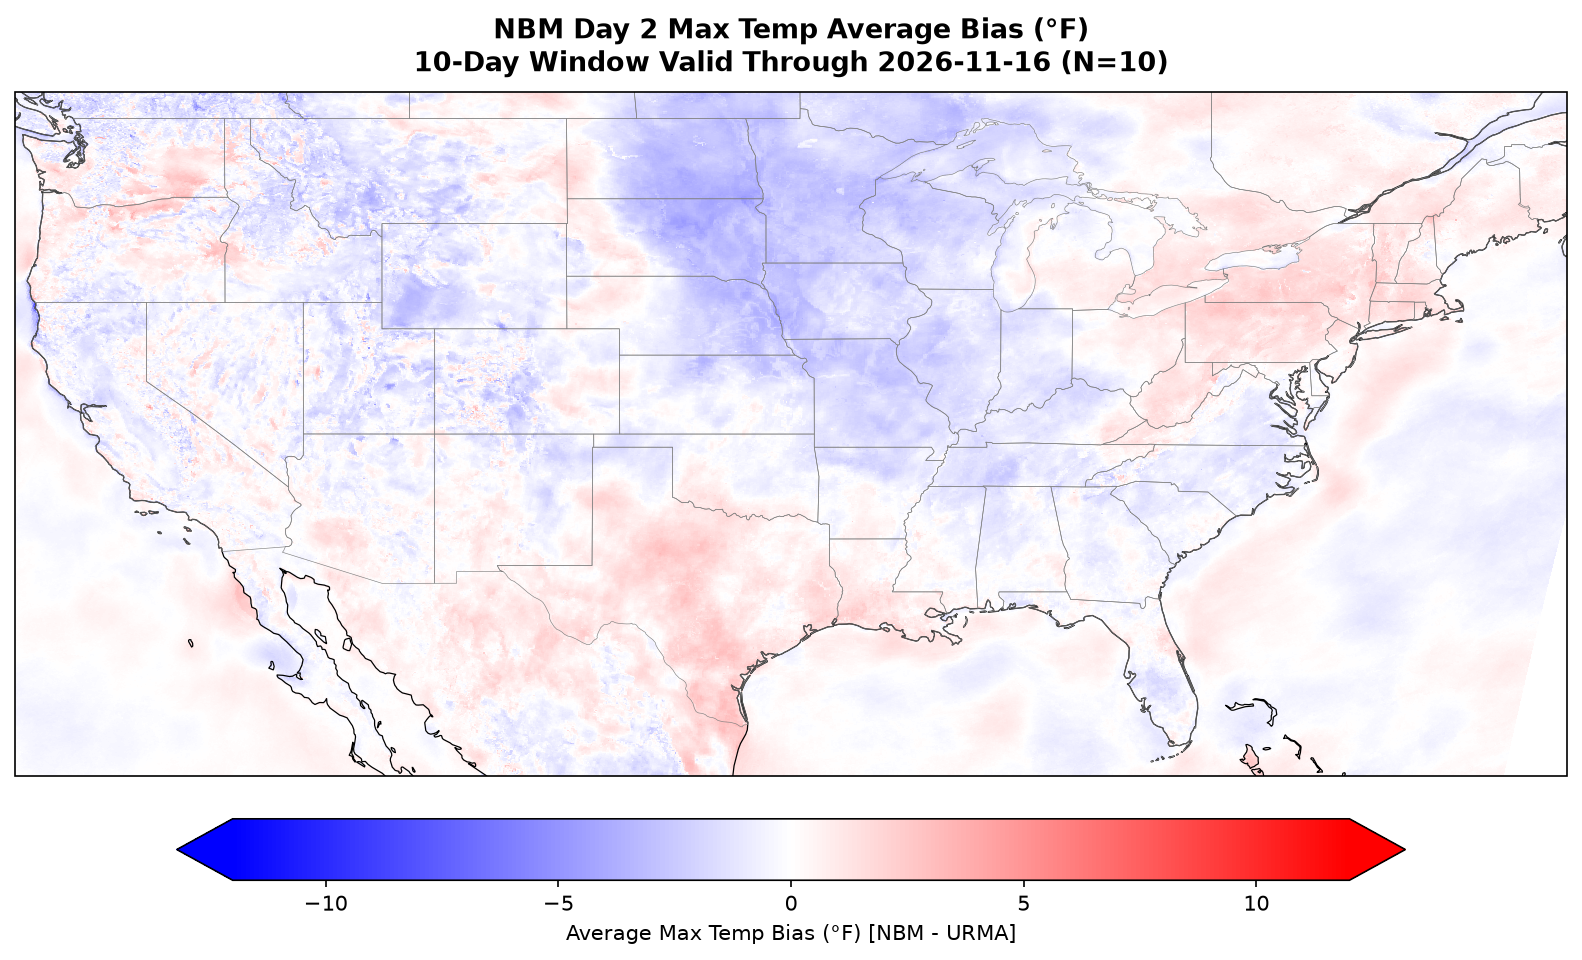 NBM Day 2 Max Temp Average Bias (°F)
10-Day Window Valid Through 2026-11-16 (N=10)
−10 −5 0 5 10
Average Max Temp Bias (°F) [NBM - URMA]